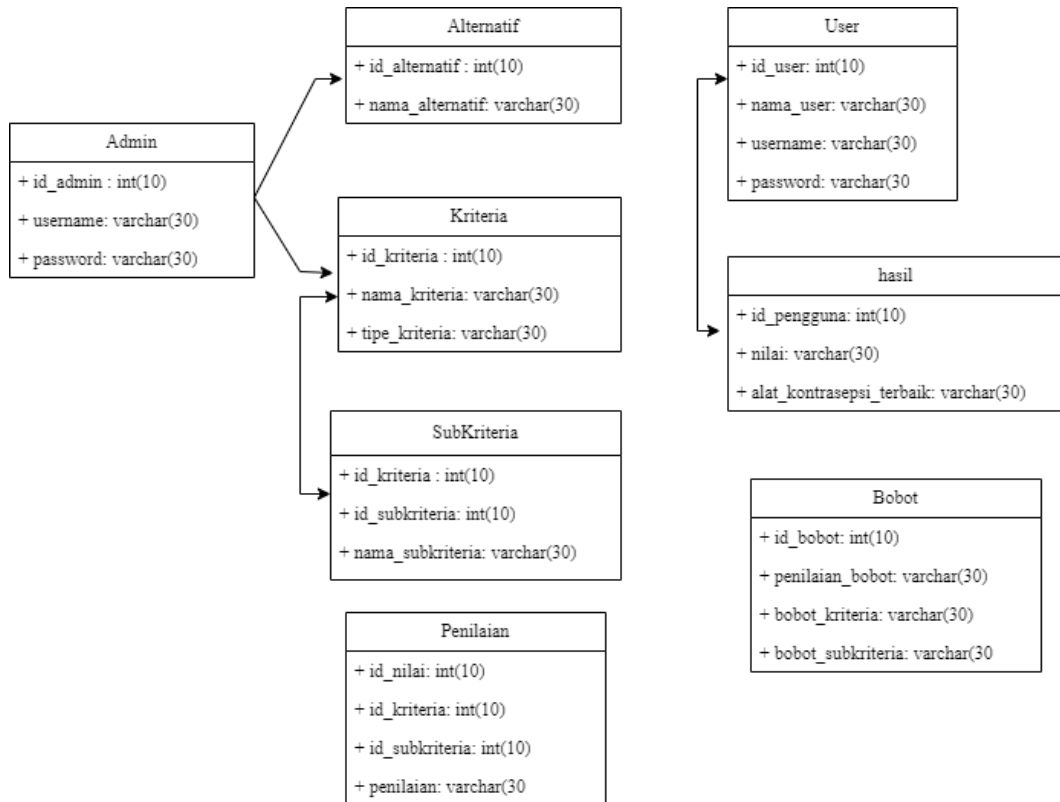 Alternatif
+ id_alternatif : int(10)
+ nama_alternatif: varchar(30)
User
+ id_user: int(10)
+ nama_user: varchar(30)
+ username: varchar(30)
+ password: varchar(30
Admin
+ id_admin : int(10)
+ username: varchar(30)
+ password: varchar(30)
Kriteria
+ id_kriteria : int(10)
+ nama_kriteria: varchar(30)
+ tipe_kriteria: varchar(30)
hasil
+ id_pengguna: int(10)
+ nilai: varchar(30)
+ alat_kontrasepsi_terbaik: varchar(30)
SubKriteria
+ id_kriteria : int(10)
+ id_subkriteria: int(10)
+ nama_subkriteria: varchar(30)
Bobot
+ id_bobot: int(10)
+ penilaian_bobot: varchar(30)
+ bobot_kriteria: varchar(30)
+ bobot_subkriteria: varchar(30
Penilaian
+ id_nilai: int(10)
+ id_kriteria: int(10)
+ id_subkriteria: int(10)
+ penilaian: varchar(30